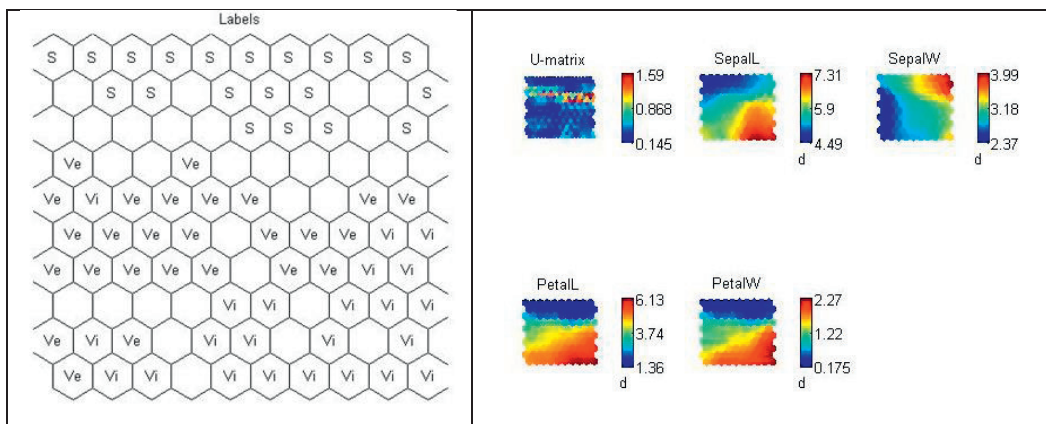 Labels
S S S S S S S S S S
S S S S S S
S S S S
Ve Ve
Ve Vi Ve Ve Ve Ve Ve Ve
Ve Ve Ve Ve Ve Ve Ve Vi Vi
Ve Ve Ve Ve Ve Ve Ve Vi Vi
Vi Vi Vi Vi Vi
Ve Vi Vi Vi Vi Vi
Ve Vi Vi Vi Vi Vi Vi Vi Vi
U-matrix
1.59
0.868
0.145
SepalL
7.31
5.9
4.49
d
SepalW
3.99
3.18
2.37
d
PetalL
6.13
3.74
1.36
d
PetalW
2.27
1.22
0.175
d